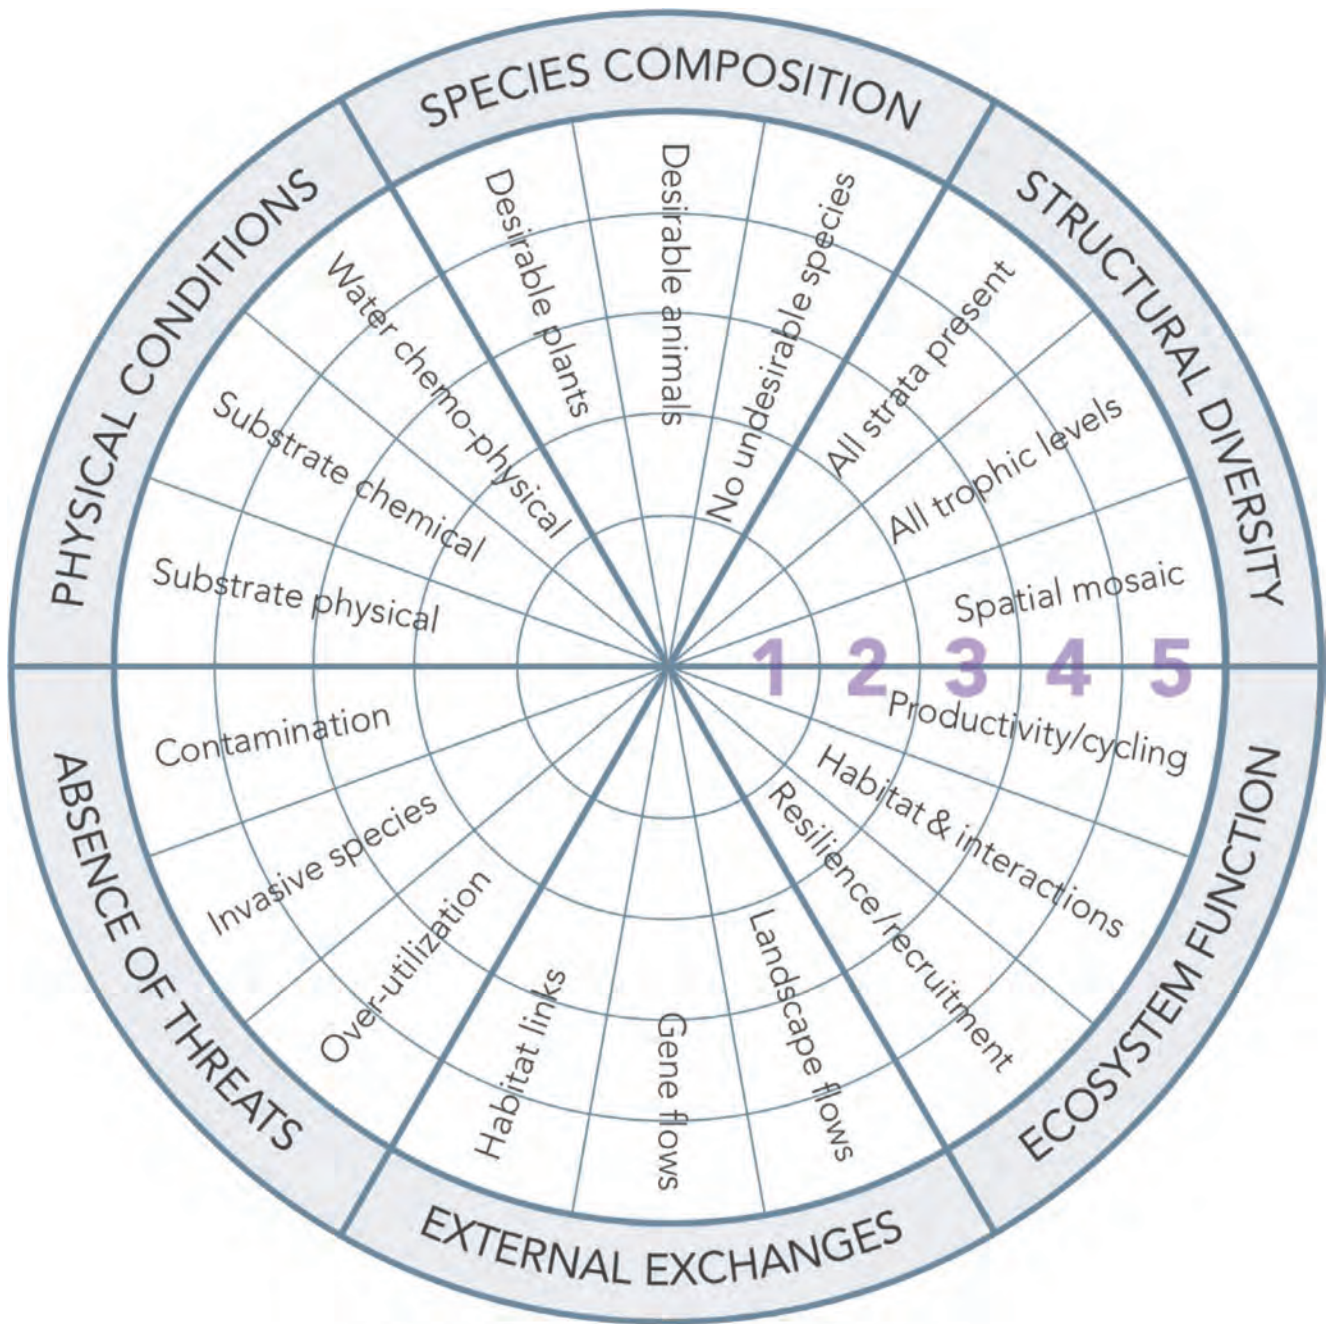 SPECIES COMPOSITION
Desirable plants
Desirable animals
No undesirable species
STRUCTURAL DIVERSITY
All strata present
All trophic levels
Spatial mosaic
1 2 3 4 5
ECOSYSTEM FUNCTION
Productivity/cycling
Habitat & interactions
Resilience/recruitment
EXTERNAL EXCHANGES
Landscape flows
Gene flows
Habitat links
ABSENCE OF THREATS
Over-utilization
Invasive species
Contamination
PHYSICAL CONDITIONS
Substrate physical
Substrate chemical
Water chemo-physical